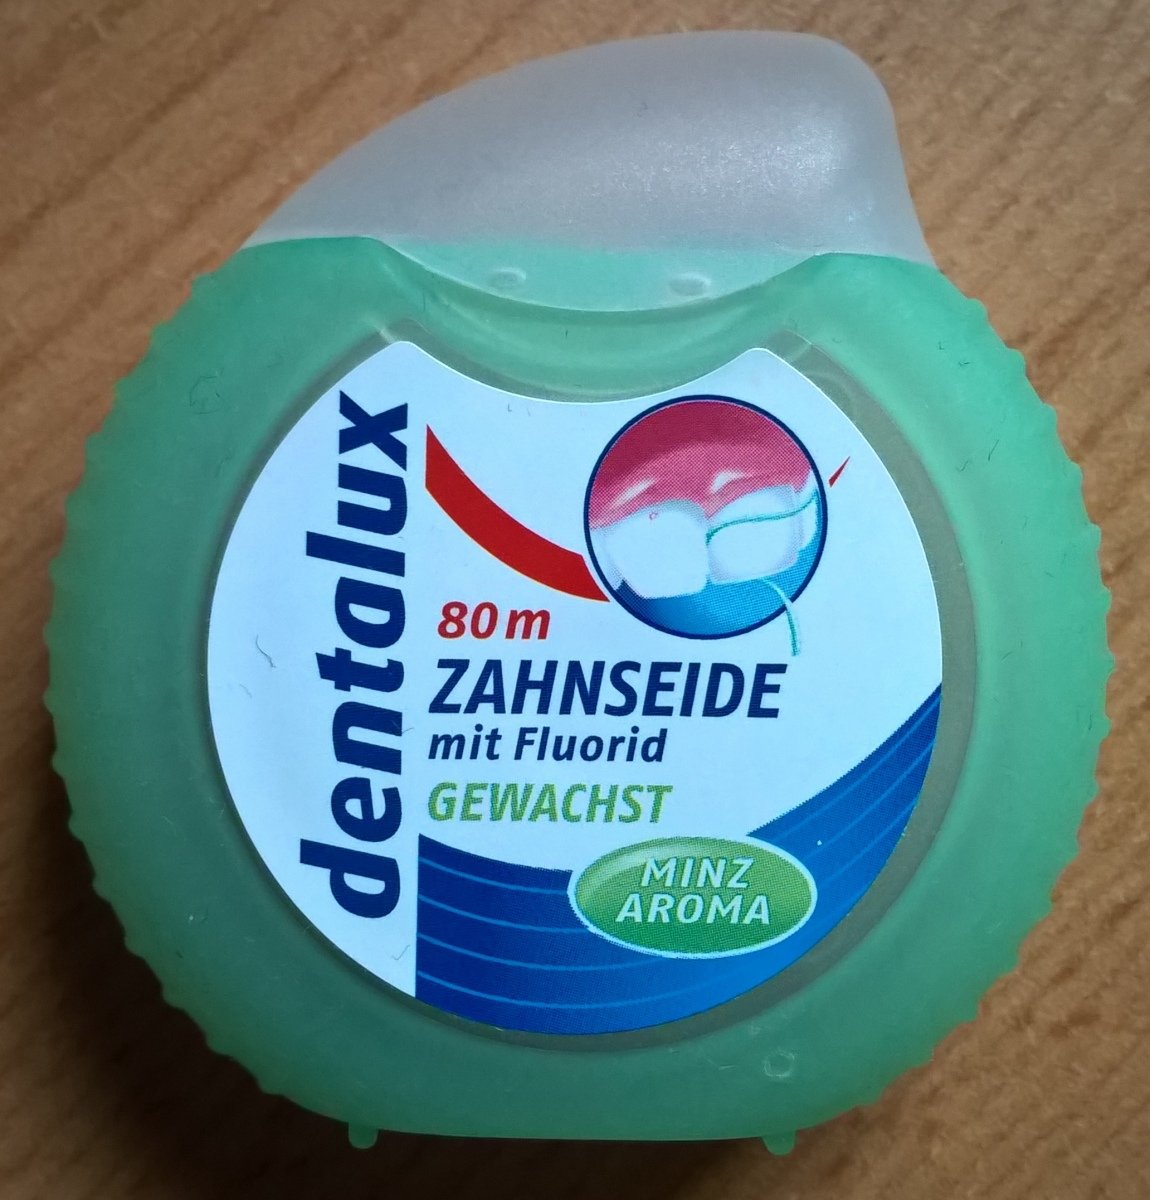 dentalux
80 m
ZAHNSEIDE
mit Fluorid
GEWACHST
MINZ
AROMA